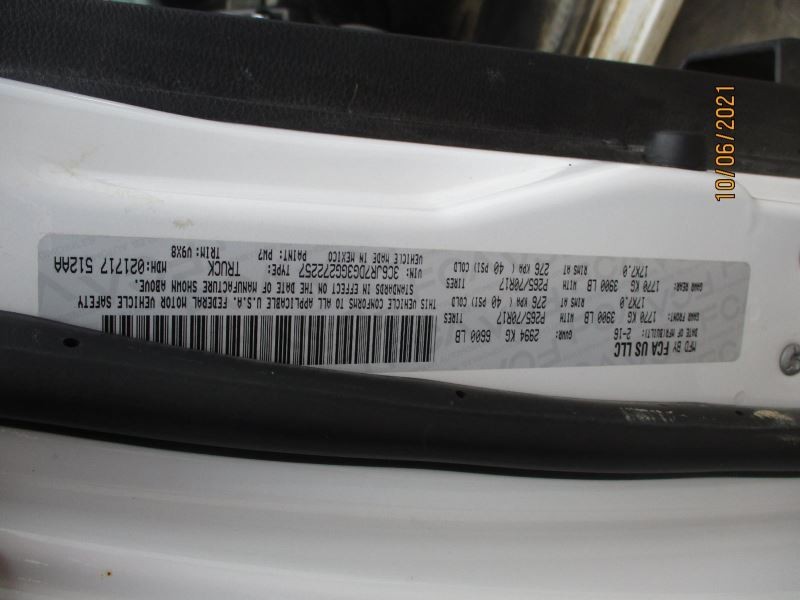 MFD BY FCA US LLC
DATE OF MFR/BUILT: 2-16
GVWR: 2994 KG 6600 LB
GAWR FRONT: 1770 KG 3900 LB WITH P265/70R17 TIRES
17X7.0 RIMS AT 276 KPA ( 40 PSI) COLD
GAWR REAR: 1770 KG 3900 LB WITH P265/70R17 TIRES
17X7.0 RIMS AT 276 KPA ( 40 PSI) COLD
THIS VEHICLE CONFORMS TO ALL APPLICABLE U.S.A. FEDERAL MOTOR VEHICLE SAFETY
STANDARDS IN EFFECT ON THE DATE OF MANUFACTURE SHOWN ABOVE.
VIN: 3C6JR7DC3GG272257 TYPE: TRUCK MDH:021717 512AA
VEHICLE MADE IN MEXICO PAINT: PW7 TRIM: V9X8
10/06/2021